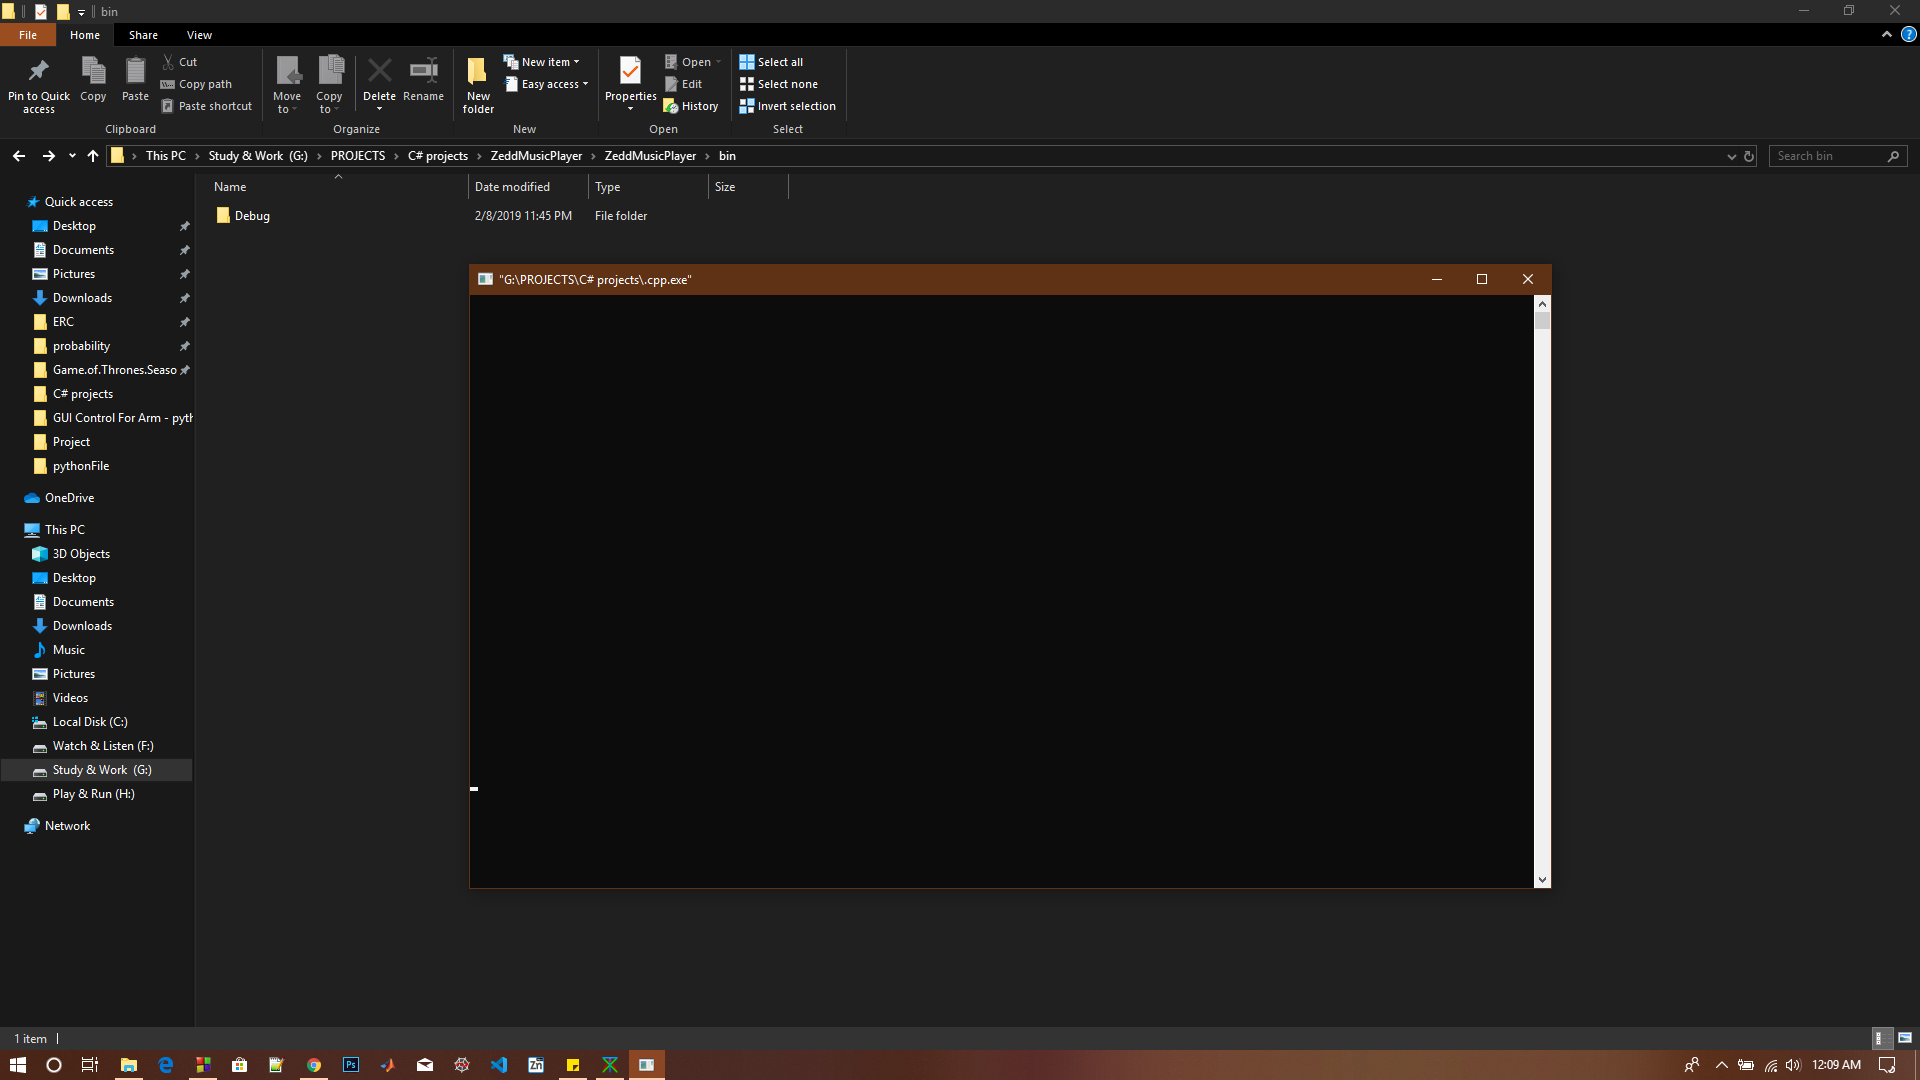 bin
File Home Share View
Pin to Quick access
Copy
Paste
Cut
Copy path
Paste shortcut
Clipboard
Move to
Copy to
Delete
Rename
Organize
New folder
New item
Easy access
New
Properties
Open
Edit
History
Open
Select all
Select none
Invert selection
Select
This PC > Study & Work (G:) > PROJECTS > C# projects > ZeddMusicPlayer > ZeddMusicPlayer > bin
Search bin
Name Date modified Type Size
Debug 2/8/2019 11:45 PM File folder
Quick access
Desktop
Documents
Pictures
Downloads
ERC
probability
Game.of.Thrones.Seaso
C# projects
GUI Control For Arm - pyth
Project
pythonFile
OneDrive
This PC
3D Objects
Desktop
Documents
Downloads
Music
Pictures
Videos
Local Disk (C:)
Watch & Listen (F:)
Study & Work (G:)
Play & Run (H:)
Network
"G:\PROJECTS\C# projects\.cpp.exe"
1 item
Ps
Zn
12:09 AM